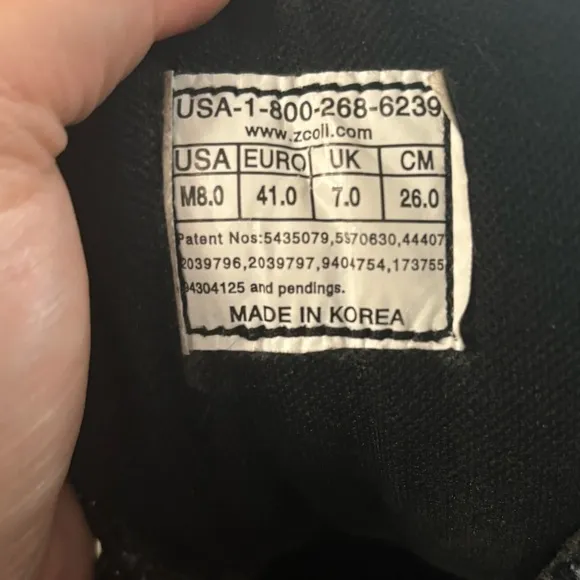 USA-1-800-268-6239
www.zcoil.com
USA EURO UK CM
M8.0 41.0 7.0 26.0
Patent Nos:5435079,5570630,44407
2039796,2039797,9404754,173755
94304125 and pendings.
MADE IN KOREA